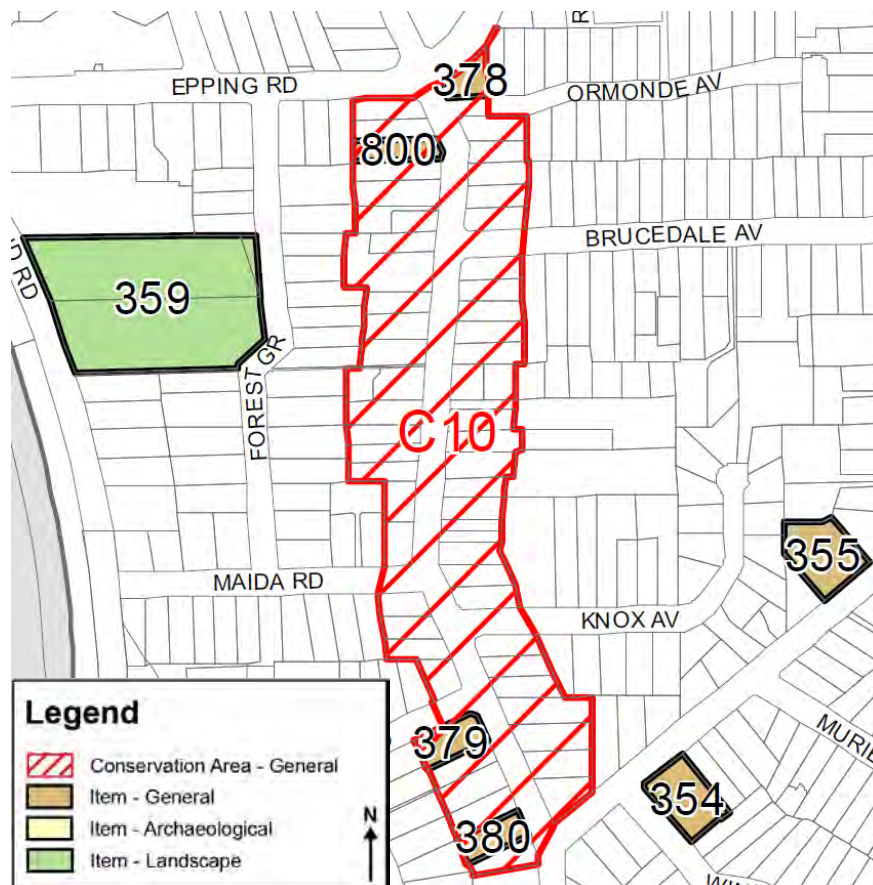 378
EPPING RD
ORMONDE AV
800
BRUCEDALE AV
359
FOREST GR
C10
355
MAIDA RD
KNOX AV
379
354
380
Legend
Conservation Area - General
Item - General
Item - Archaeological
Item - Landscape
N